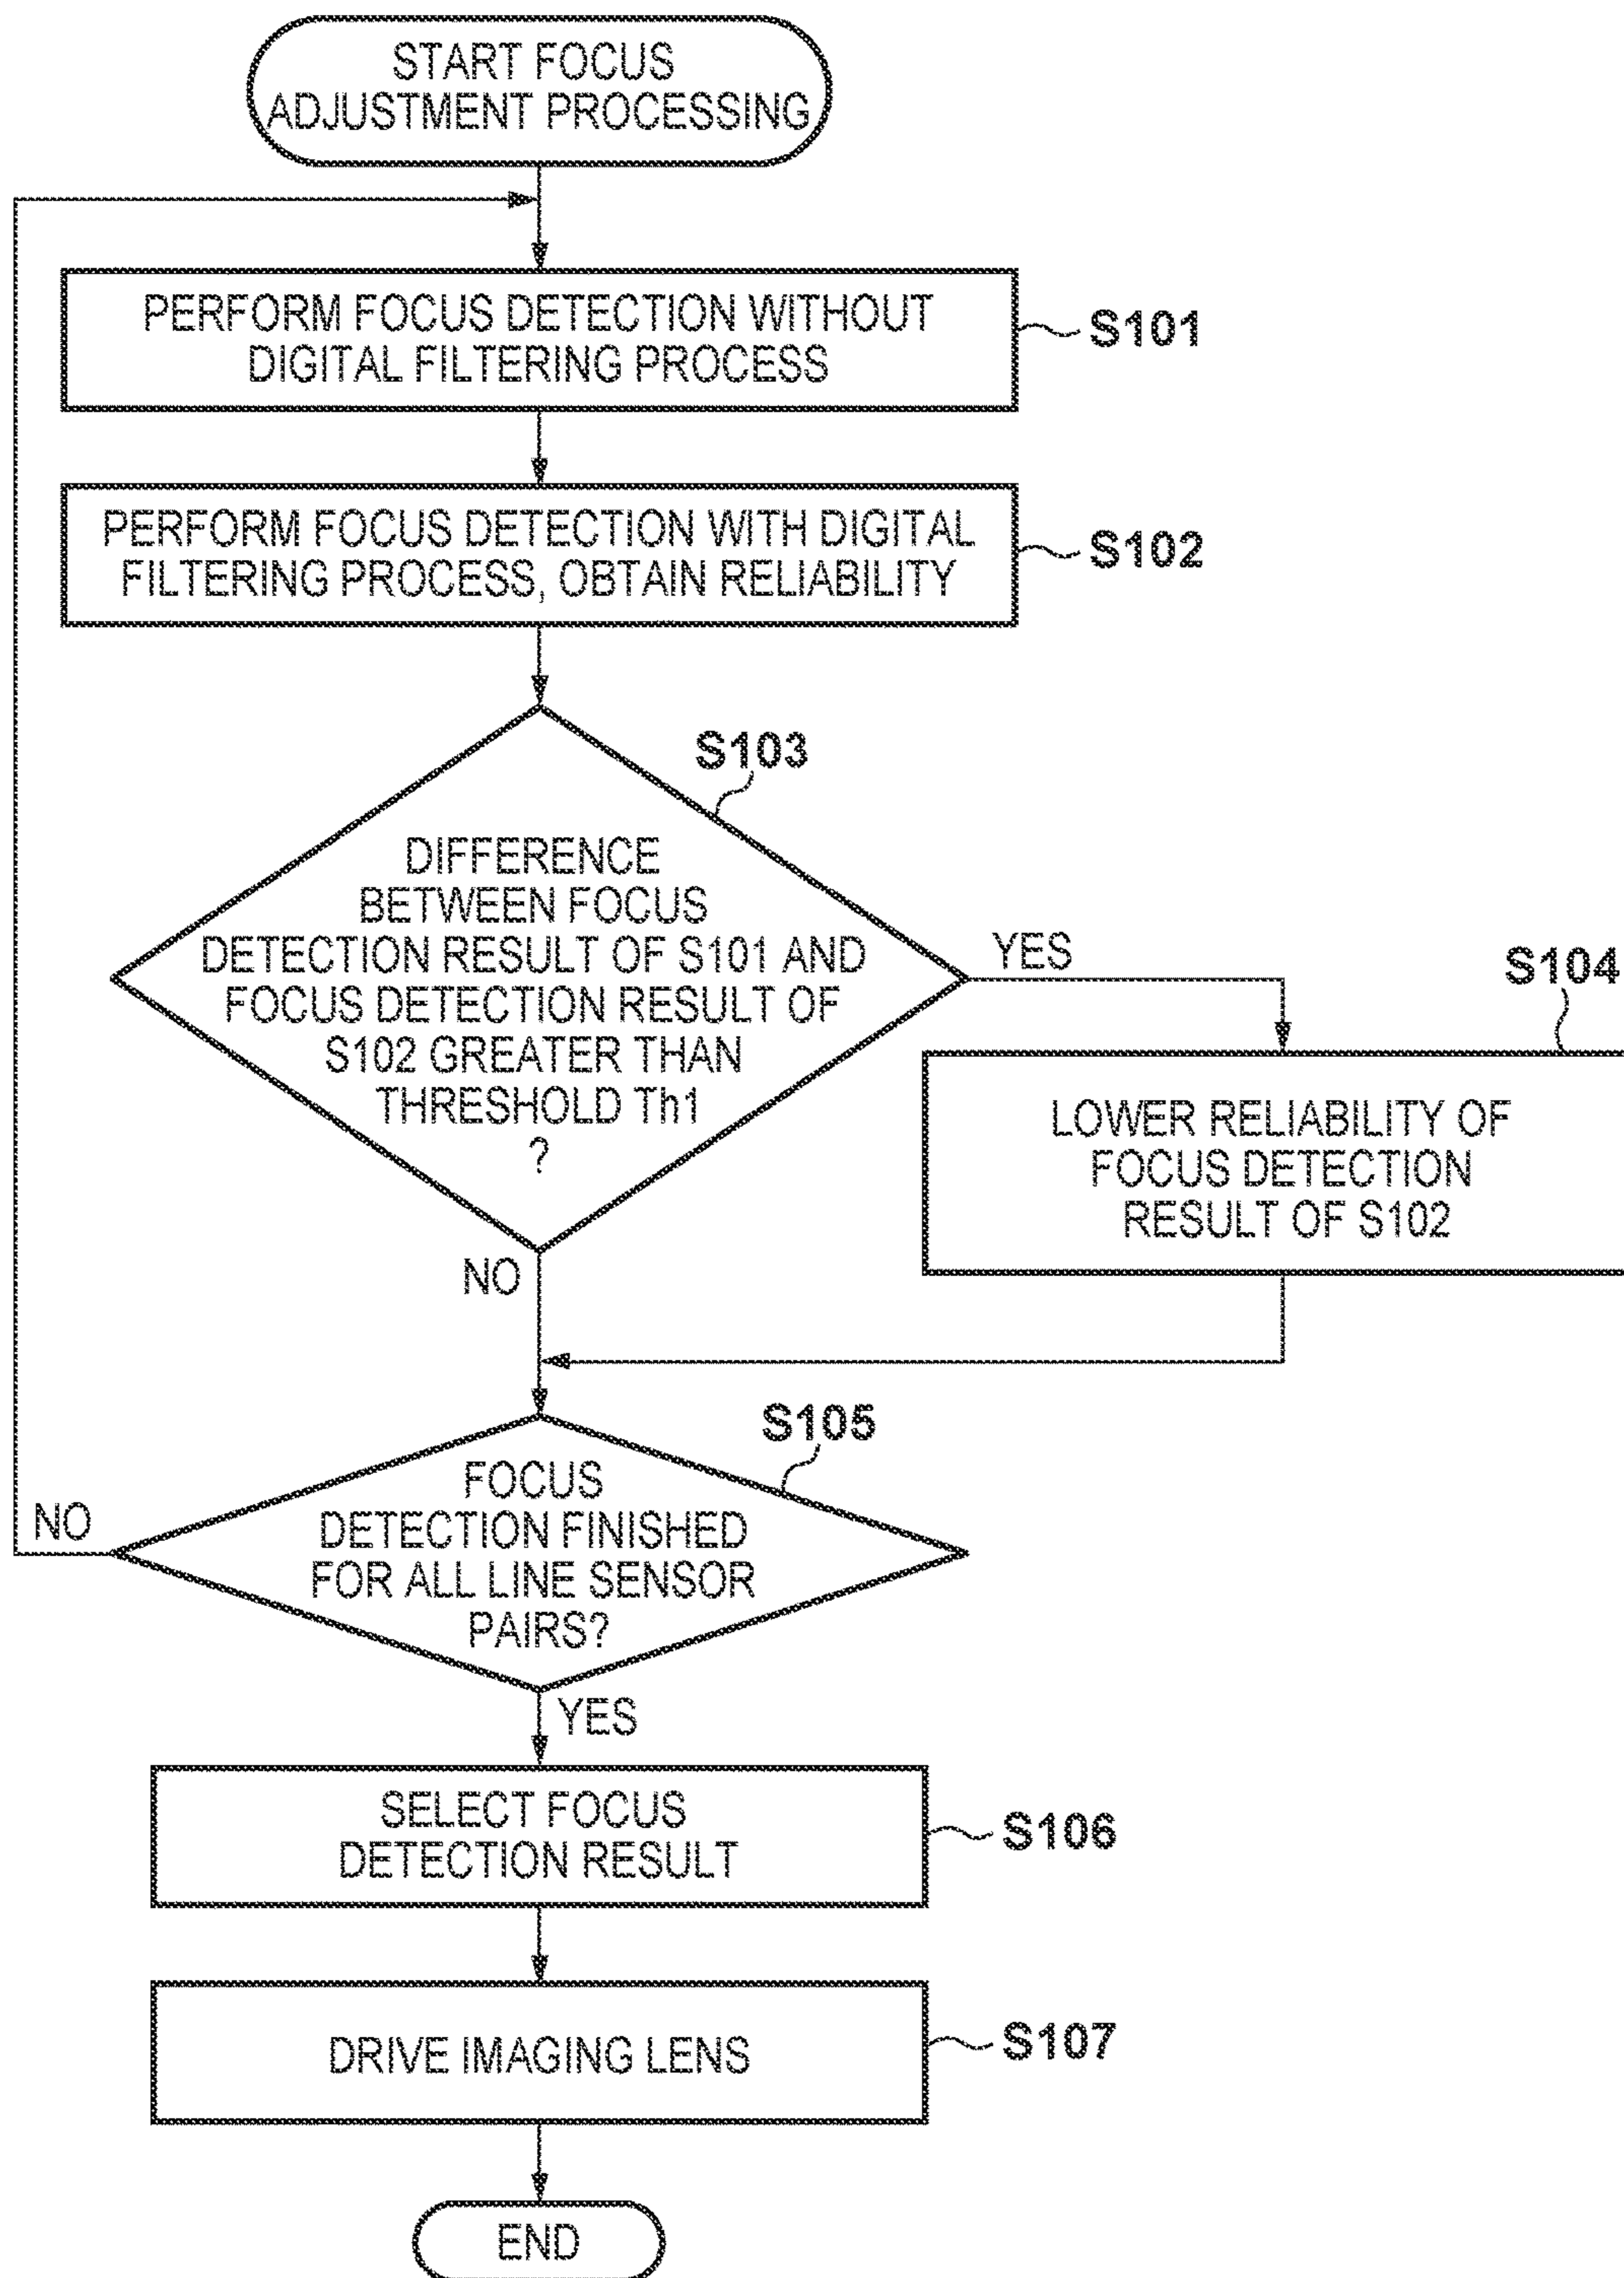 START FOCUS
ADJUSTMENT PROCESSING
PERFORM FOCUS DETECTION WITHOUT
DIGITAL FILTERING PROCESS
S101
PERFORM FOCUS DETECTION WITH DIGITAL
FILTERING PROCESS, OBTAIN RELIABILITY
S102
S103
DIFFERENCE
BETWEEN FOCUS
DETECTION RESULT OF S101 AND
FOCUS DETECTION RESULT OF
S102 GREATER THAN
THRESHOLD Th1
?
YES
S104
LOWER RELIABILITY OF
FOCUS DETECTION
RESULT OF S102
NO
S105
FOCUS
DETECTION FINISHED
FOR ALL LINE SENSOR
PAIRS?
NO
YES
SELECT FOCUS
DETECTION RESULT
S106
DRIVE IMAGING LENS
S107
END